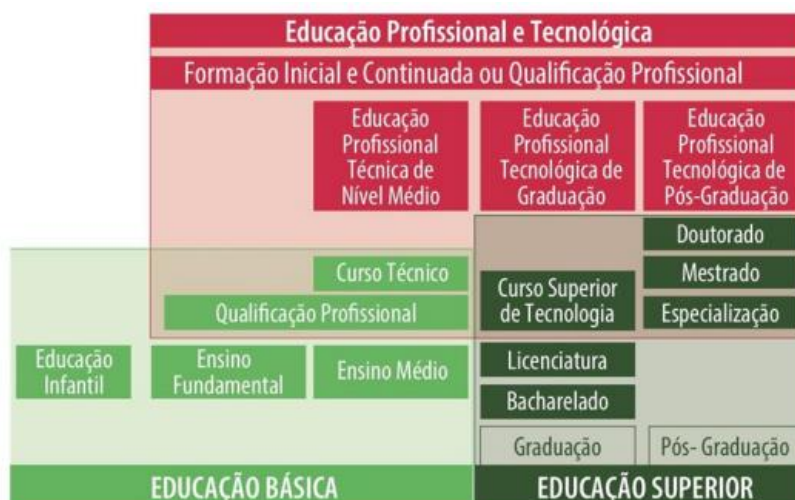 Educação Profissional e Tecnológica
Formação Inicial e Continuada ou Qualificação Profissional
Educação
Profissional
Técnica de
Nível Médio
Educação
Profissional
Tecnológica de
Graduação
Educação
Profissional
Tecnológica de
Pós-Graduação
Doutorado
Curso Técnico
Mestrado
Curso Superior
de Tecnologia
Qualificação Profissional
Especialização
Educação
Infantil
Ensino
Fundamental
Ensino Médio
Licenciatura
Bacharelado
Graduação
Pós- Graduação
EDUCAÇÃO BÁSICA
EDUCAÇÃO SUPERIOR